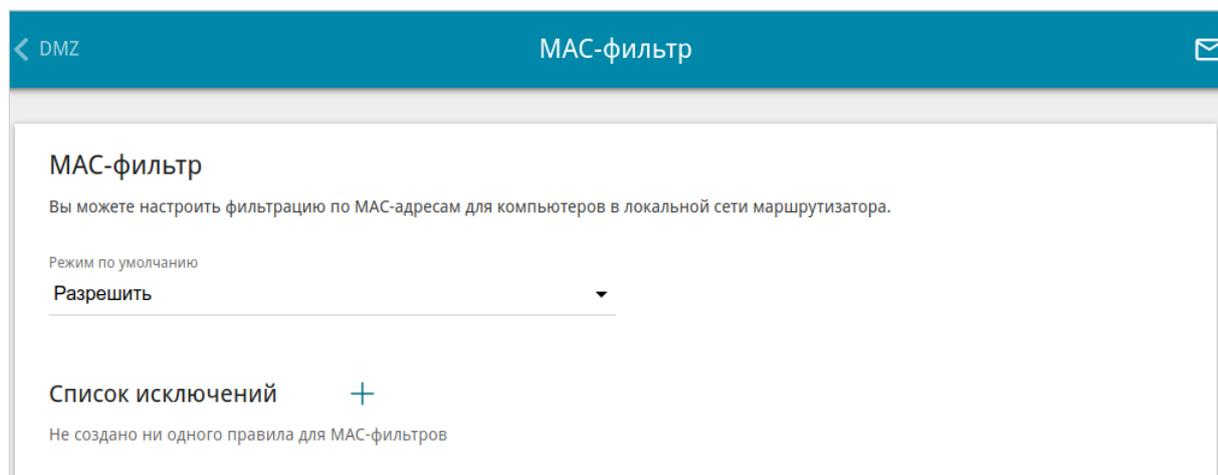 DMZ
MAC-фильтр
MAC-фильтр
Вы можете настроить фильтрацию по MAC-адресам для компьютеров в локальной сети маршрутизатора.
Режим по умолчанию
Разрешить
Список исключений
Не создано ни одного правила для MAC-фильтров